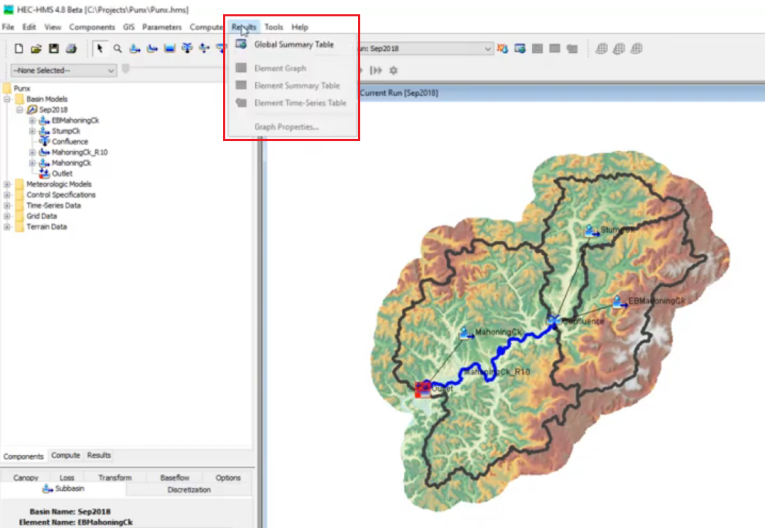 HEC-HMS 4.8 Beta [C:\Projects\Punx\Punx.hms]
File Edit View Components GIS Parameters Compute Results Tools Help
Global Summary Table
Element Graph
Element Summary Table
Element Time-Series Table
Graph Properties...
un: Sep2018
--None Selected--
Current Run [Sep2018]
Punx
Basin Models
Sep2018
EBMahoningCk
StumpCk
Confluence
MahoningCk_R10
MahoningCk
Outlet
Meteorologic Models
Control Specifications
Time-Series Data
Grid Data
Terrain Data
StumpCk
EBMahoningCk
Confluence
MahoningCk
MahoningCk_R10
Outlet
Components Compute Results
Canopy Loss Transform Baseflow Options
Subbasin Discretization
Basin Name: Sep2018
Element Name: EBMahoningCk